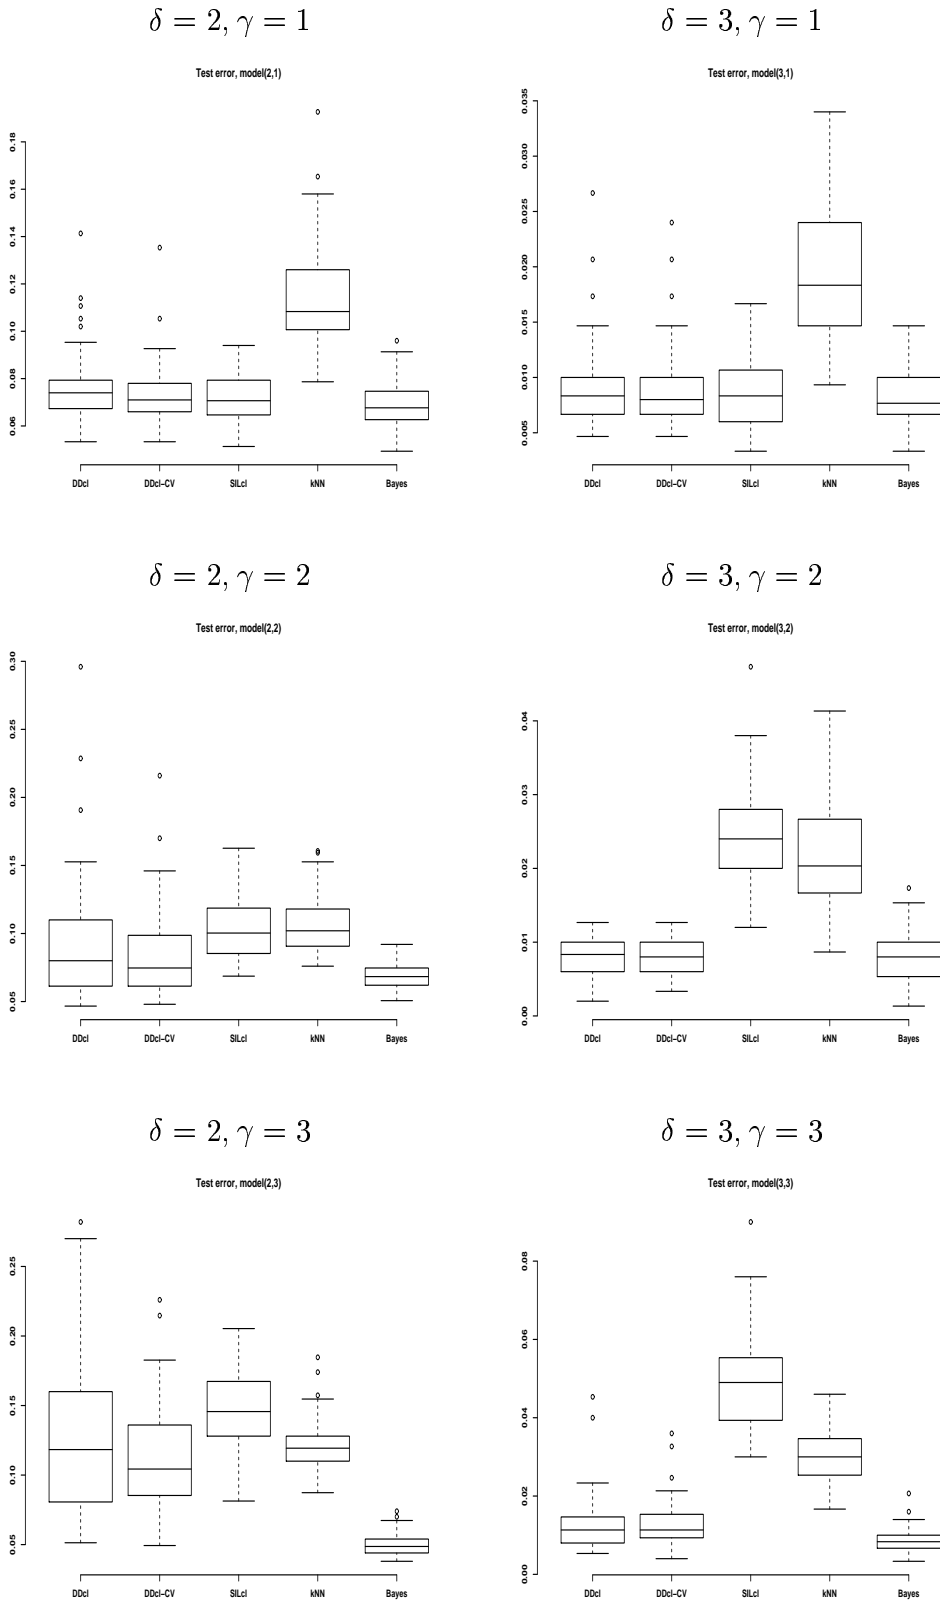 δ = 2, γ = 1
Test error, model(2,1)
0.18
0.16
0.14
0.12
0.10
0.08
0.06
DDcl DDcl−CV SILcl kNN Bayes
δ = 3, γ = 1
Test error, model(3,1)
0.035
0.030
0.025
0.020
0.015
0.010
0.005
DDcl DDcl−CV SILcl kNN Bayes
δ = 2, γ = 2
Test error, model(2,2)
0.30
0.25
0.20
0.15
0.10
0.05
DDcl DDcl−CV SILcl kNN Bayes
δ = 3, γ = 2
Test error, model(3,2)
0.04
0.03
0.02
0.01
0.00
DDcl DDcl−CV SILcl kNN Bayes
δ = 2, γ = 3
Test error, model(2,3)
0.25
0.20
0.15
0.10
0.05
DDcl DDcl−CV SILcl kNN Bayes
δ = 3, γ = 3
Test error, model(3,3)
0.08
0.06
0.04
0.02
0.00
DDcl DDcl−CV SILcl kNN Bayes